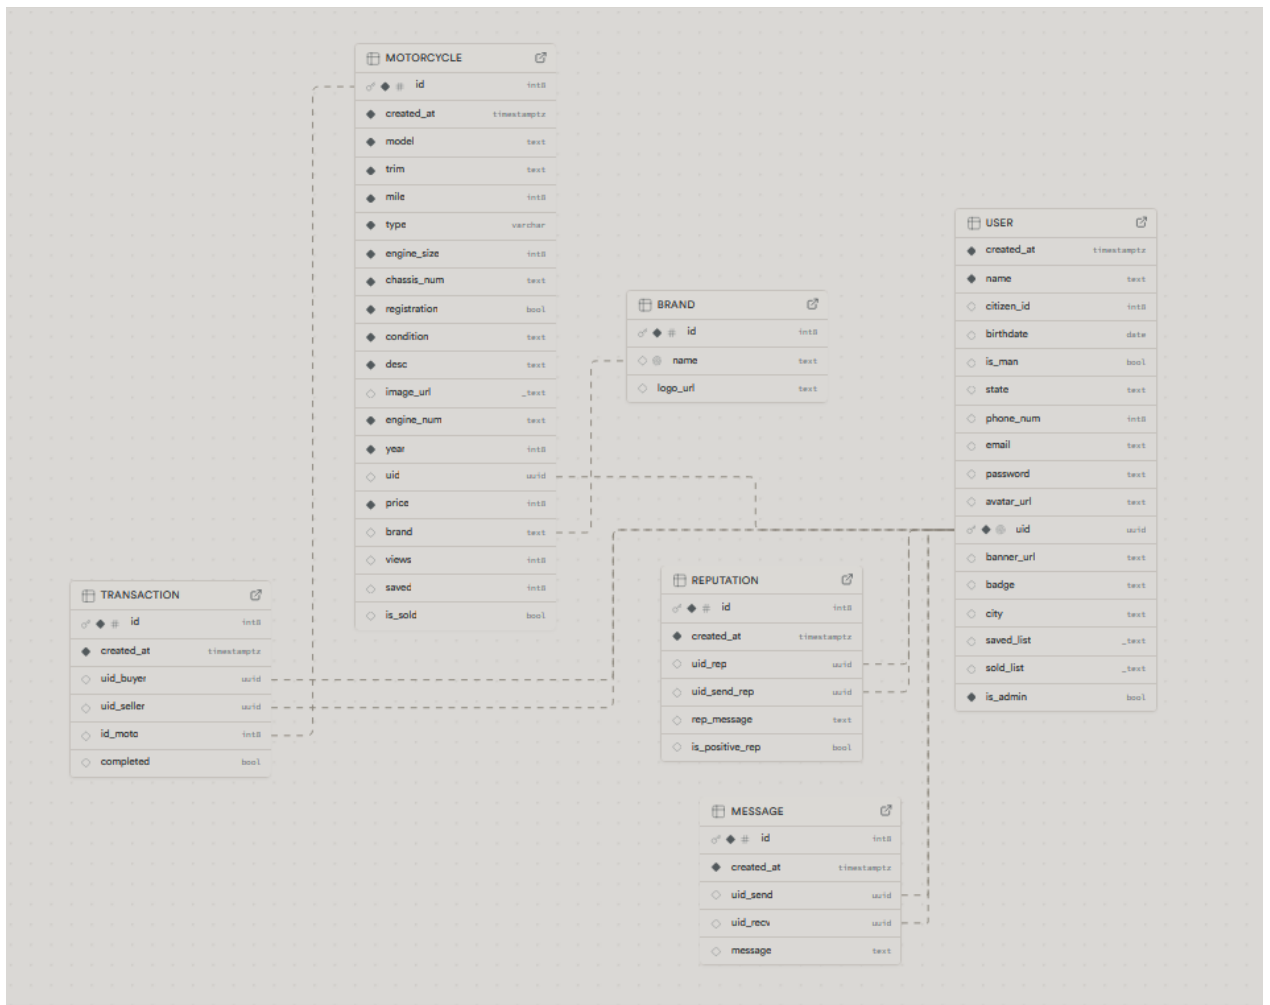 MOTORCYCLE
# id int8
created_at timestamptz
model text
trim text
mile int8
type varchar
engine_size int8
chassis_num text
registration bool
condition text
desc text
image_url _text
engine_num text
year int8
uid uuid
price int8
brand text
views int8
saved int8
is_sold bool
BRAND
# id int8
name text
logo_url text
USER
created_at timestamptz
name text
citizen_id int8
birthdate date
is_man bool
state text
phone_num int8
email text
password text
avatar_url text
uid uuid
banner_url text
badge text
city text
saved_list _text
sold_list _text
is_admin bool
TRANSACTION
# id int8
created_at timestamptz
uid_buyer uuid
uid_seller uuid
id_moto int8
completed bool
REPUTATION
# id int8
created_at timestamptz
uid_rep uuid
uid_send_rep uuid
rep_message text
is_positive_rep bool
MESSAGE
# id int8
created_at timestamptz
uid_send uuid
uid_recv uuid
message text